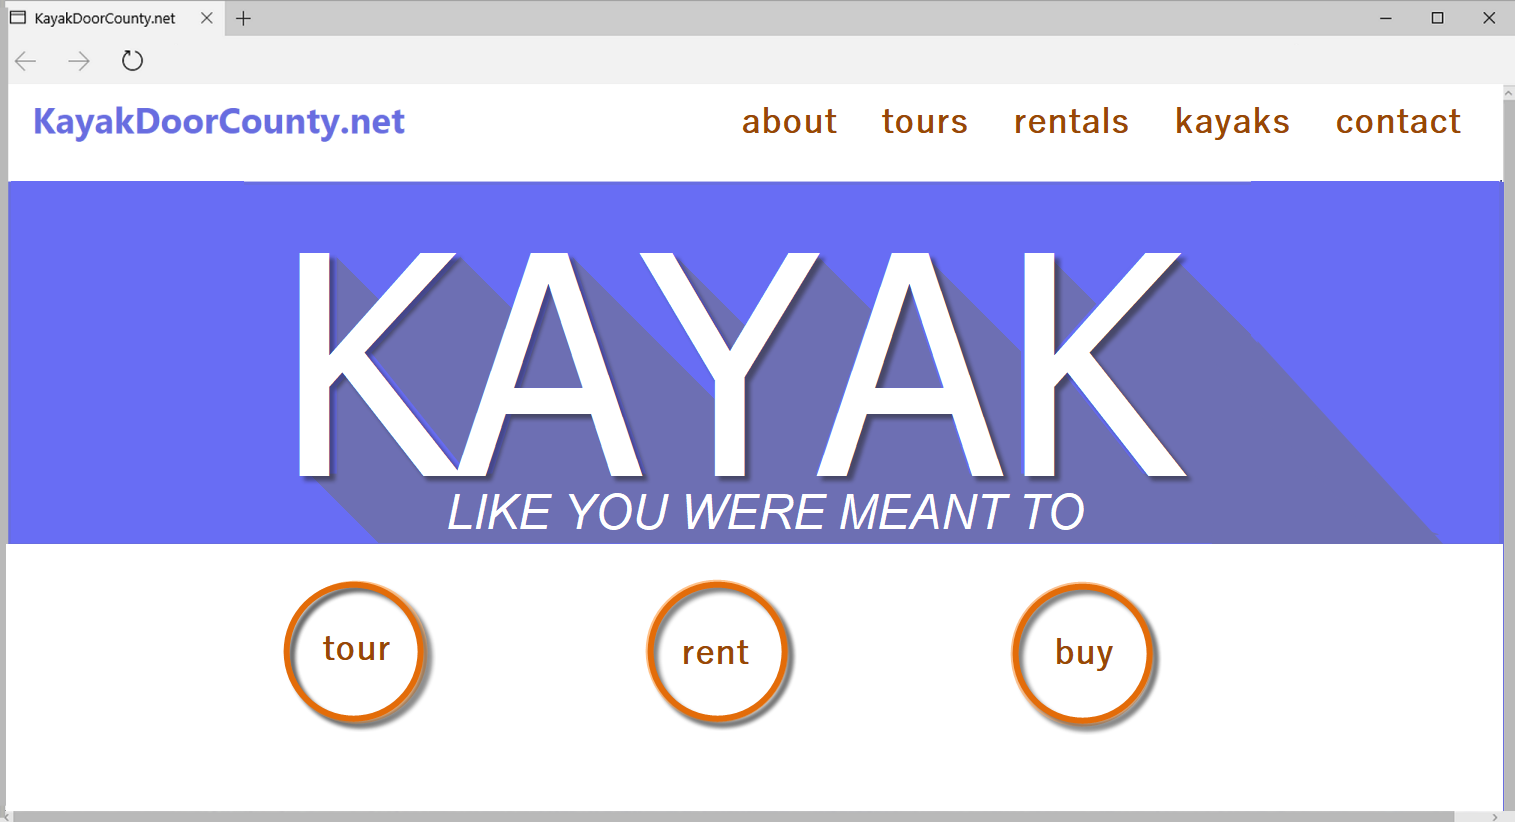 KayakDoorCounty.net
KayakDoorCounty.net about tours rentals kayaks contact
KAYAK
LIKE YOU WERE MEANT TO
tour rent buy